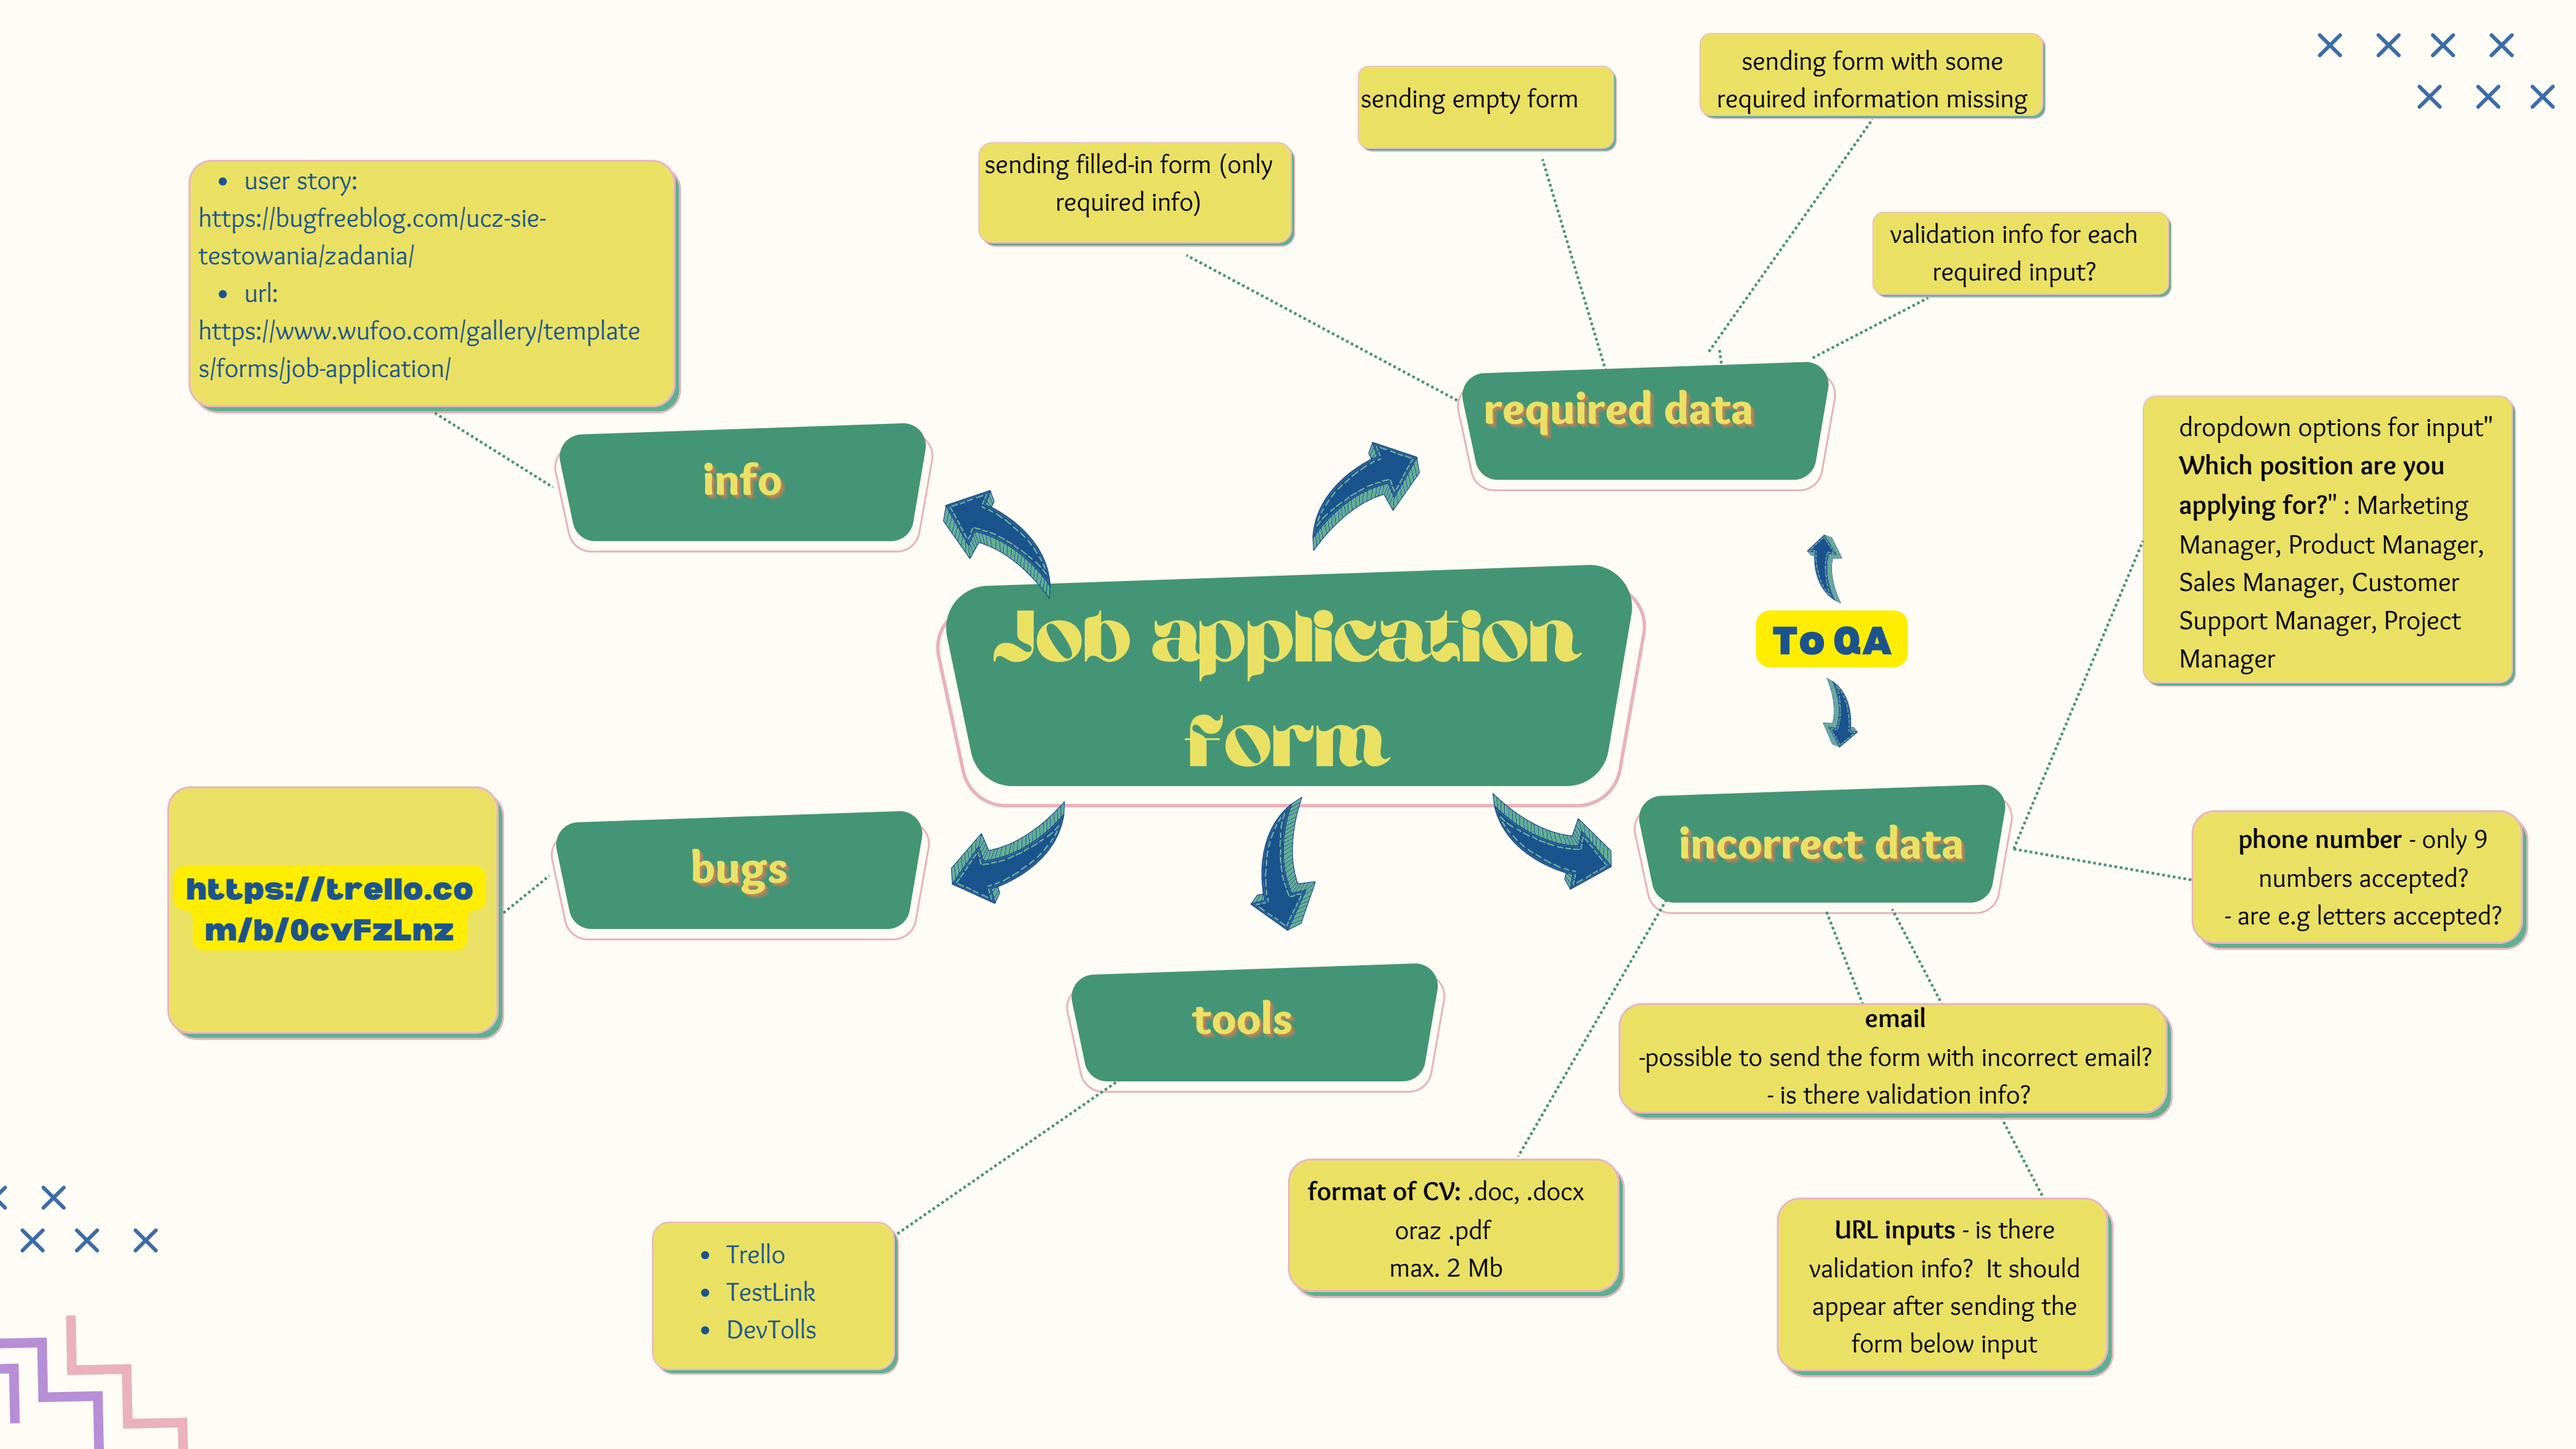 sending form with some
required information missing
sending empty form
sending filled-in form (only
required info)
validation info for each
required input?
• user story:
https://bugfreeblog.com/ucz-sie-
testowania/zadania/
• url:
https://www.wufoo.com/gallery/template
s/forms/job-application/
required data
info
dropdown options for input"
Which position are you
applying for?" : Marketing
Manager, Product Manager,
Sales Manager, Customer
Support Manager, Project
Manager
Job application
form
To QA
https://trello.co
m/b/0cvFzLnz
bugs
incorrect data
phone number - only 9
numbers accepted?
- are e.g letters accepted?
tools
email
-possible to send the form with incorrect email?
- is there validation info?
format of CV: .doc, .docx
oraz .pdf
max. 2 Mb
URL inputs - is there
validation info? It should
appear after sending the
form below input
• Trello
• TestLink
• DevTolls